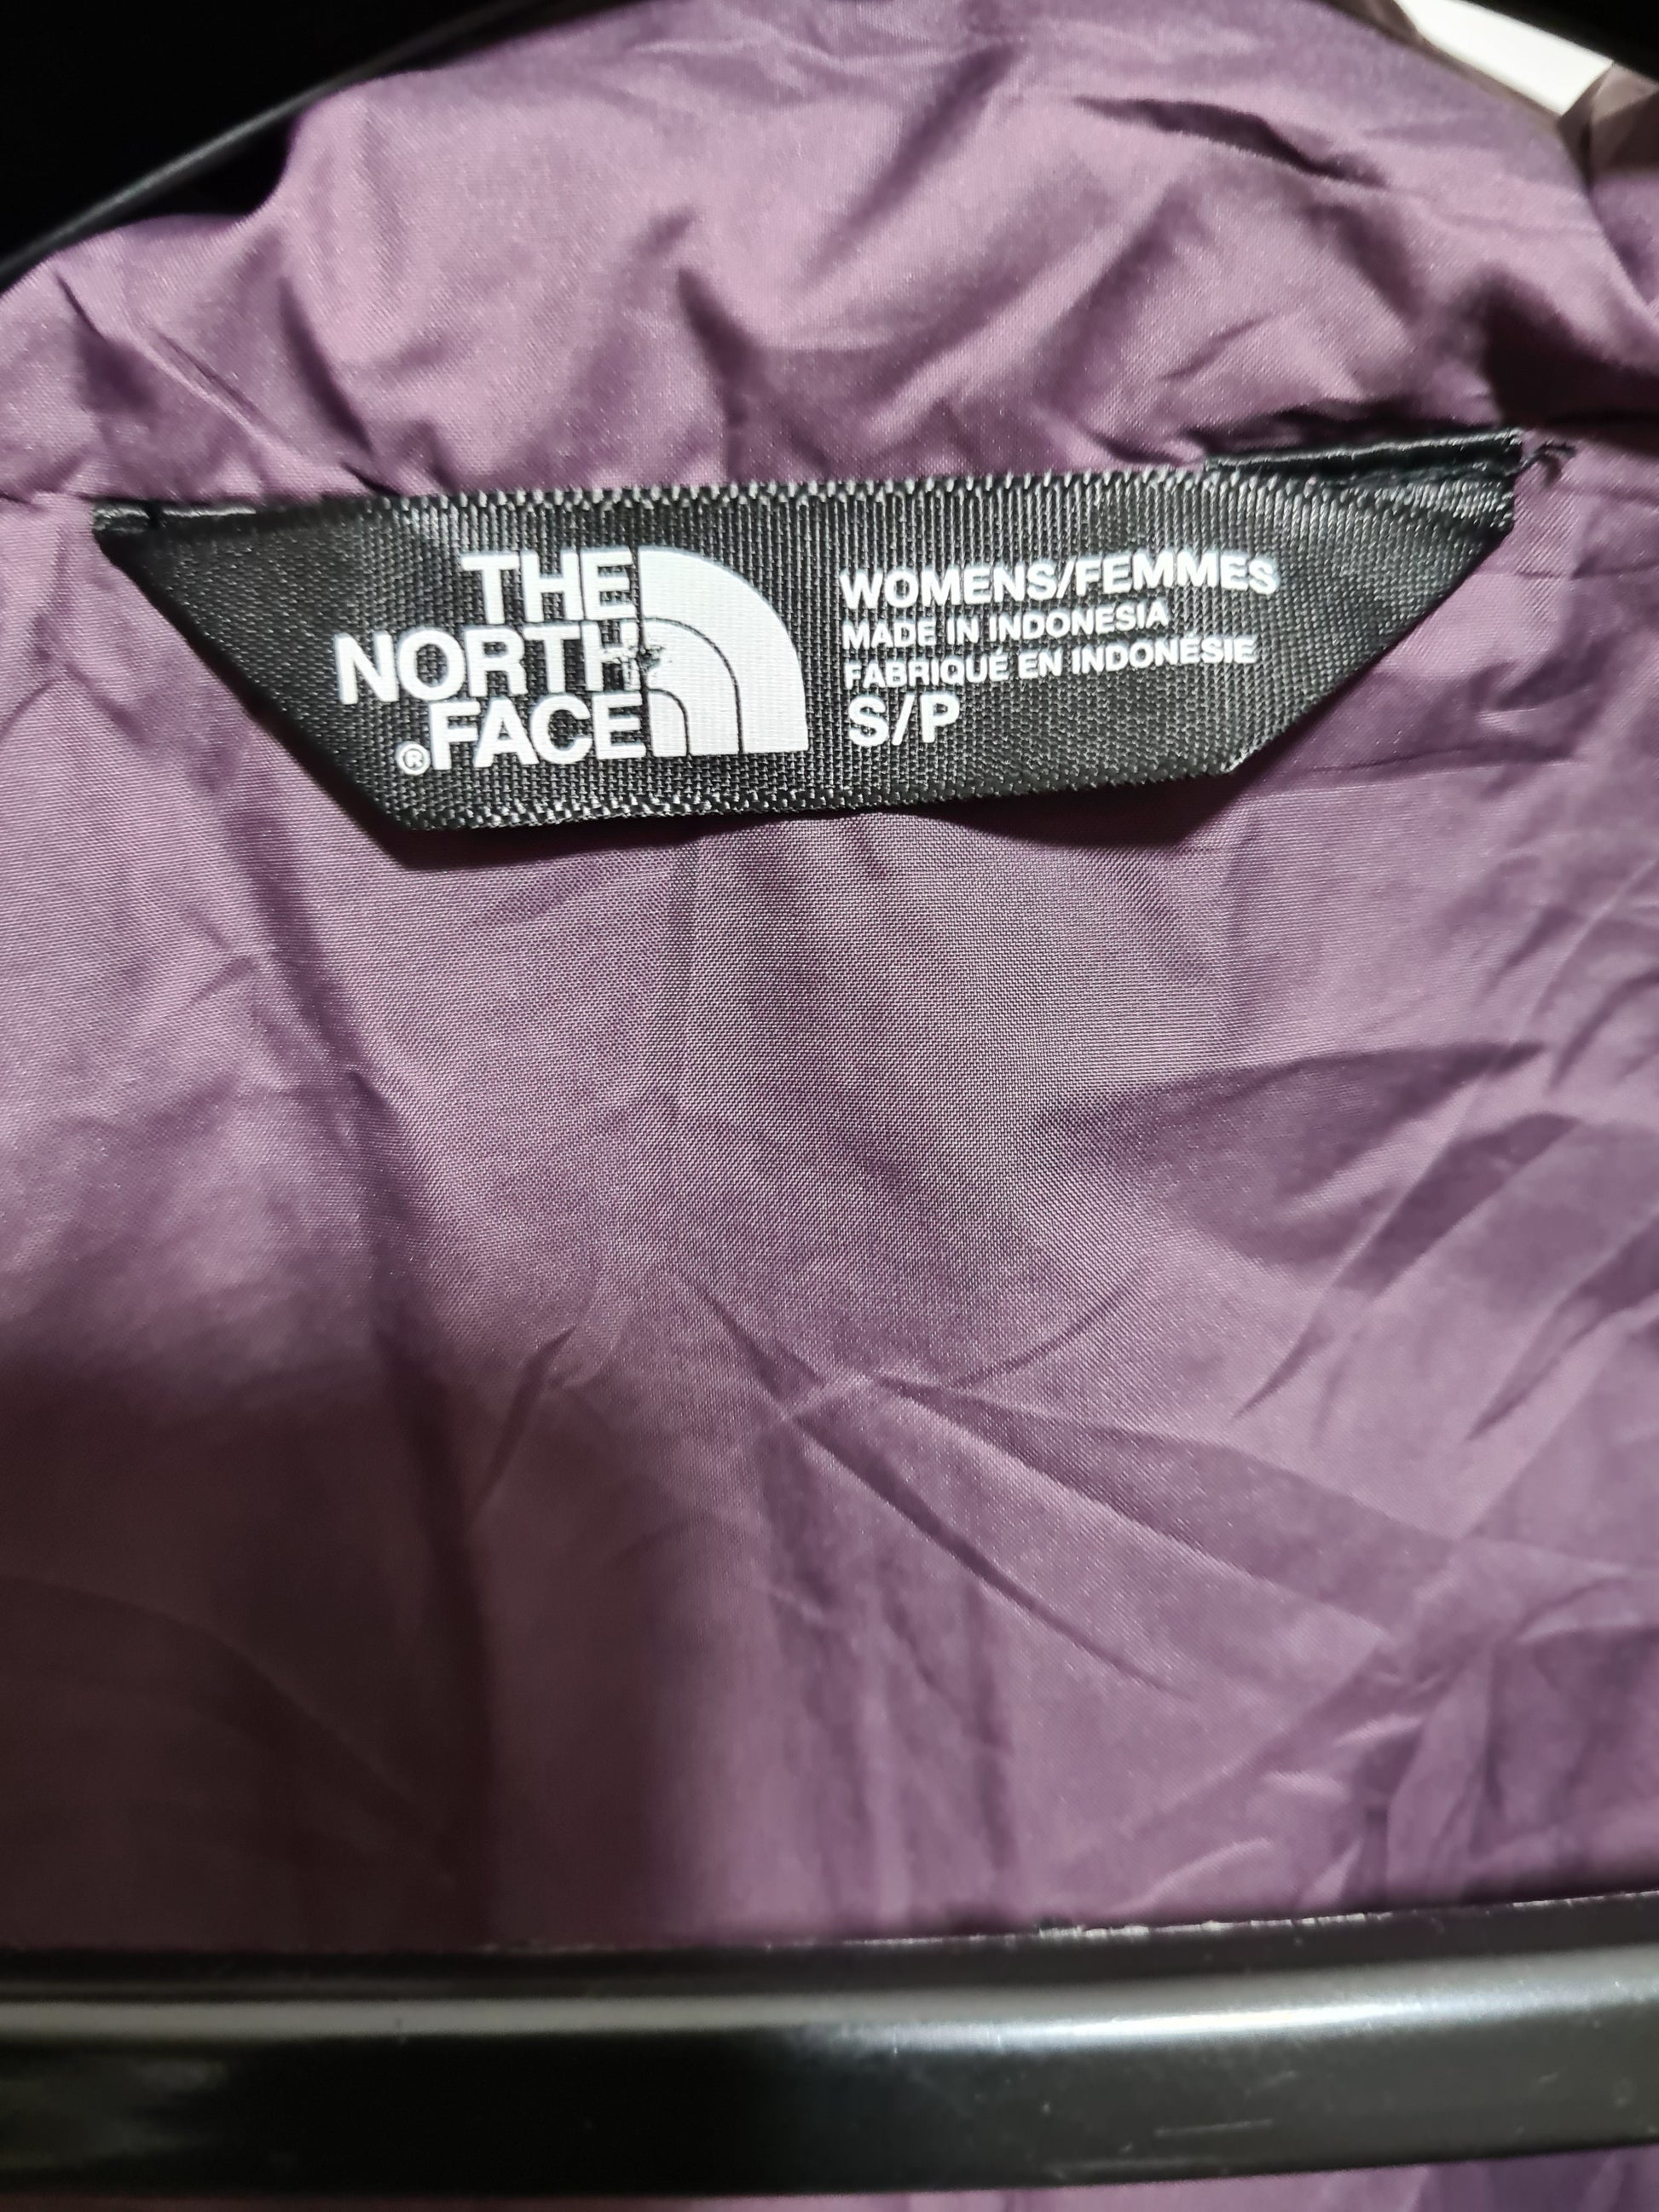 THE
NORTH
®FACE
WOMENS/FEMMES
MADE IN INDONESIA
FABRIQUÉ EN INDONÉSIE
S/P